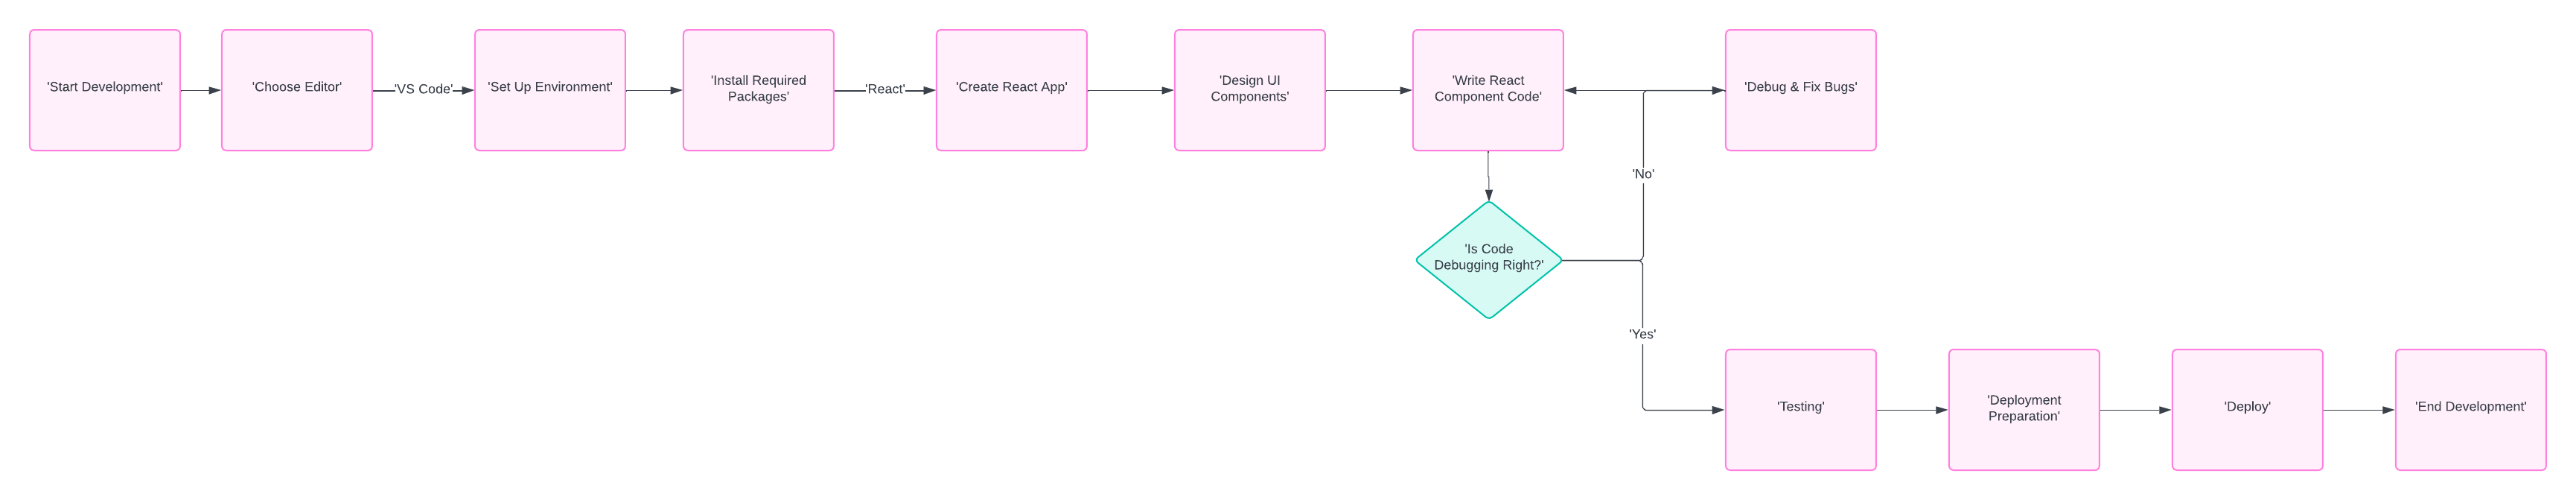 'Start Development'
'Choose Editor'
'VS Code'
'Set Up Environment'
'Install Required
Packages'
'React'
'Create React App'
'Design UI
Components'
'Write React
Component Code'
'Debug & Fix Bugs'
'No'
'Is Code
Debugging Right?'
'Yes'
'Testing'
'Deployment
Preparation'
'Deploy'
'End Development'